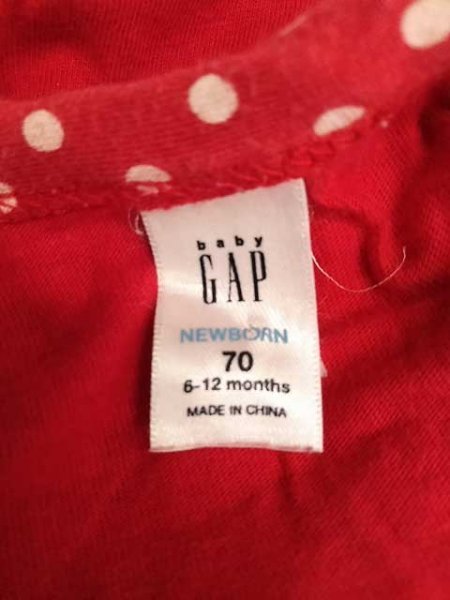 baby
GAP
NEWBORN
70
6-12 months
MADE IN CHINA